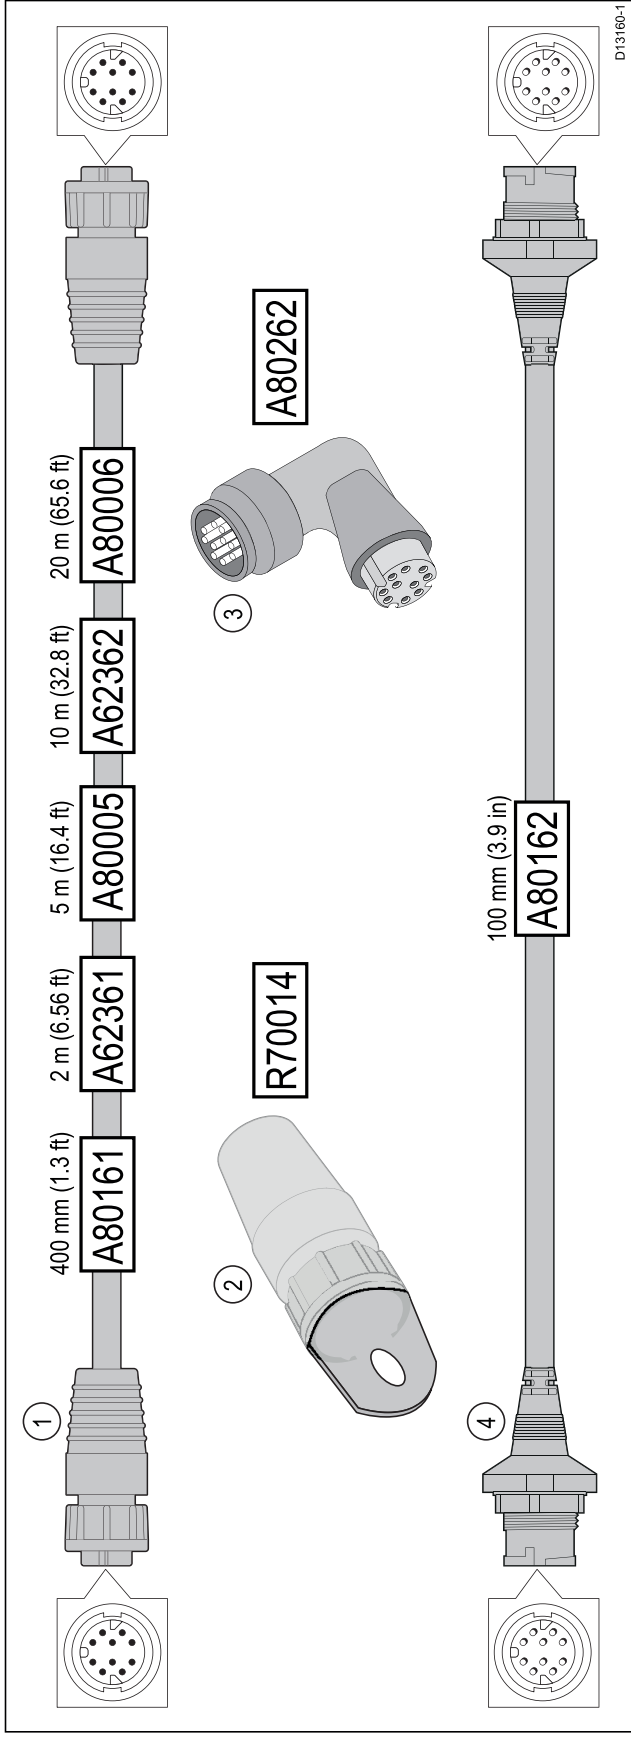 1
400 mm (1.3 ft)
A80161
2 m (6.56 ft)
A62361
5 m (16.4 ft)
A80005
10 m (32.8 ft)
A62362
20 m (65.6 ft)
A80006
2
R70014
3
A80262
4
100 mm (3.9 in)
A80162
D13160-1